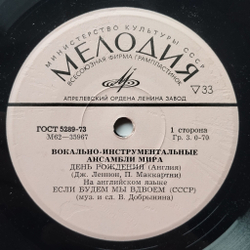 МИНИСТЕРСТВО КУЛЬТУРЫ СССР
МЕЛОДИЯ
ВСЕСОЮЗНАЯ ФИРМА ГРАМПЛАСТИНОК
АПРЕЛЕВСКИЙ ОРДЕНА ЛЕНИНА ЗАВОД
▽33
ГОСТ 5289-73
М62—35967
1 сторона
Гр. 3. 0-70
ВОКАЛЬНО-ИНСТРУМЕНТАЛЬНЫЕ
АНСАМБЛИ МИРА
ДЕНЬ РОЖДЕНИЯ (Англия)
(Дж. Леннон, П. Маккартни)
На английском языке
ЕСЛИ БУДЕМ МЫ ВДВОЕМ (СССР)
(муз. и сл. В. Добрынина)